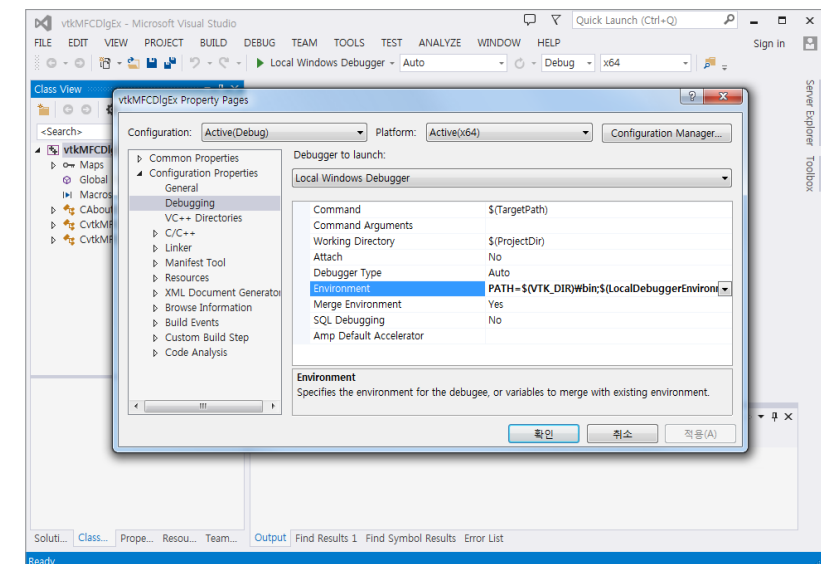 vtkMFCDlgEx - Microsoft Visual Studio
Quick Launch (Ctrl+Q)
FILE EDIT VIEW PROJECT BUILD DEBUG TEAM TOOLS TEST ANALYZE WINDOW HELP
Sign in
Local Windows Debugger
Auto
Debug
x64
Class View
<Search>
vtkMFCDl
Maps
Global
Macros
CAbou
CvtkMF
CvtkMF
Server Explorer
Toolbox
vtkMFCDlgEx Property Pages
Configuration: Active(Debug) Platform: Active(x64) Configuration Manager...
Common Properties
Configuration Properties
General
Debugging
VC++ Directories
C/C++
Linker
Manifest Tool
Resources
XML Document Generator
Browse Information
Build Events
Custom Build Step
Code Analysis
Debugger to launch:
Local Windows Debugger
Command $(TargetPath)
Command Arguments
Working Directory $(ProjectDir)
Attach No
Debugger Type Auto
Environment PATH=$(VTK_DIR)₩bin;$(LocalDebuggerEnvironr
Merge Environment Yes
SQL Debugging No
Amp Default Accelerator
Environment
Specifies the environment for the debugee, or variables to merge with existing environment.
확인 취소 적용(A)
Soluti... Class... Prope... Resou... Team...
Output Find Results 1 Find Symbol Results Error List
Ready